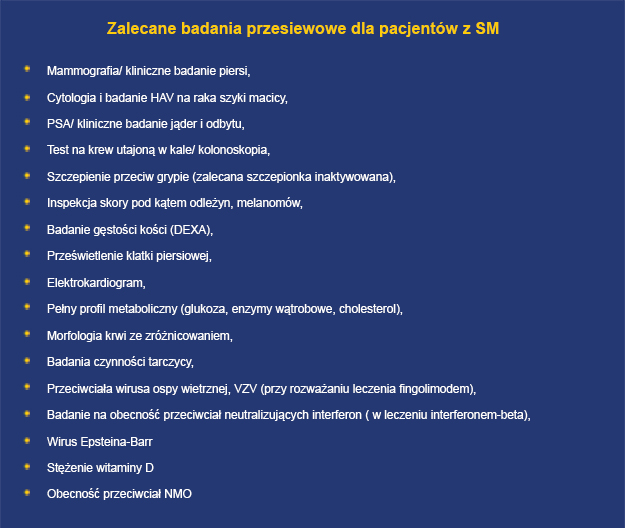 Zalecane badania przesiewowe dla pacjentów z SM
Mammografia/ kliniczne badanie piersi,
Cytologia i badanie HAV na raka szyki macicy,
PSA/ kliniczne badanie jąder i odbytu,
Test na krew utajoną w kale/ kolonoskopia,
Szczepienie przeciw grypie (zalecana szczepionka inaktywowana),
Inspekcja skory pod kątem odleżyn, melanomów,
Badanie gęstości kości (DEXA),
Prześwietlenie klatki piersiowej,
Elektrokardiogram,
Pełny profil metaboliczny (glukoza, enzymy wątrobowe, cholesterol),
Morfologia krwi ze zróżnicowaniem,
Badania czynności tarczycy,
Przeciwciała wirusa ospy wietrznej, VZV (przy rozważaniu leczenia fingolimodem),
Badanie na obecność przeciwciał neutralizujących interferon ( w leczeniu interferonem-beta),
Wirus Epsteina-Barr
Stężenie witaminy D
Obecność przeciwciał NMO